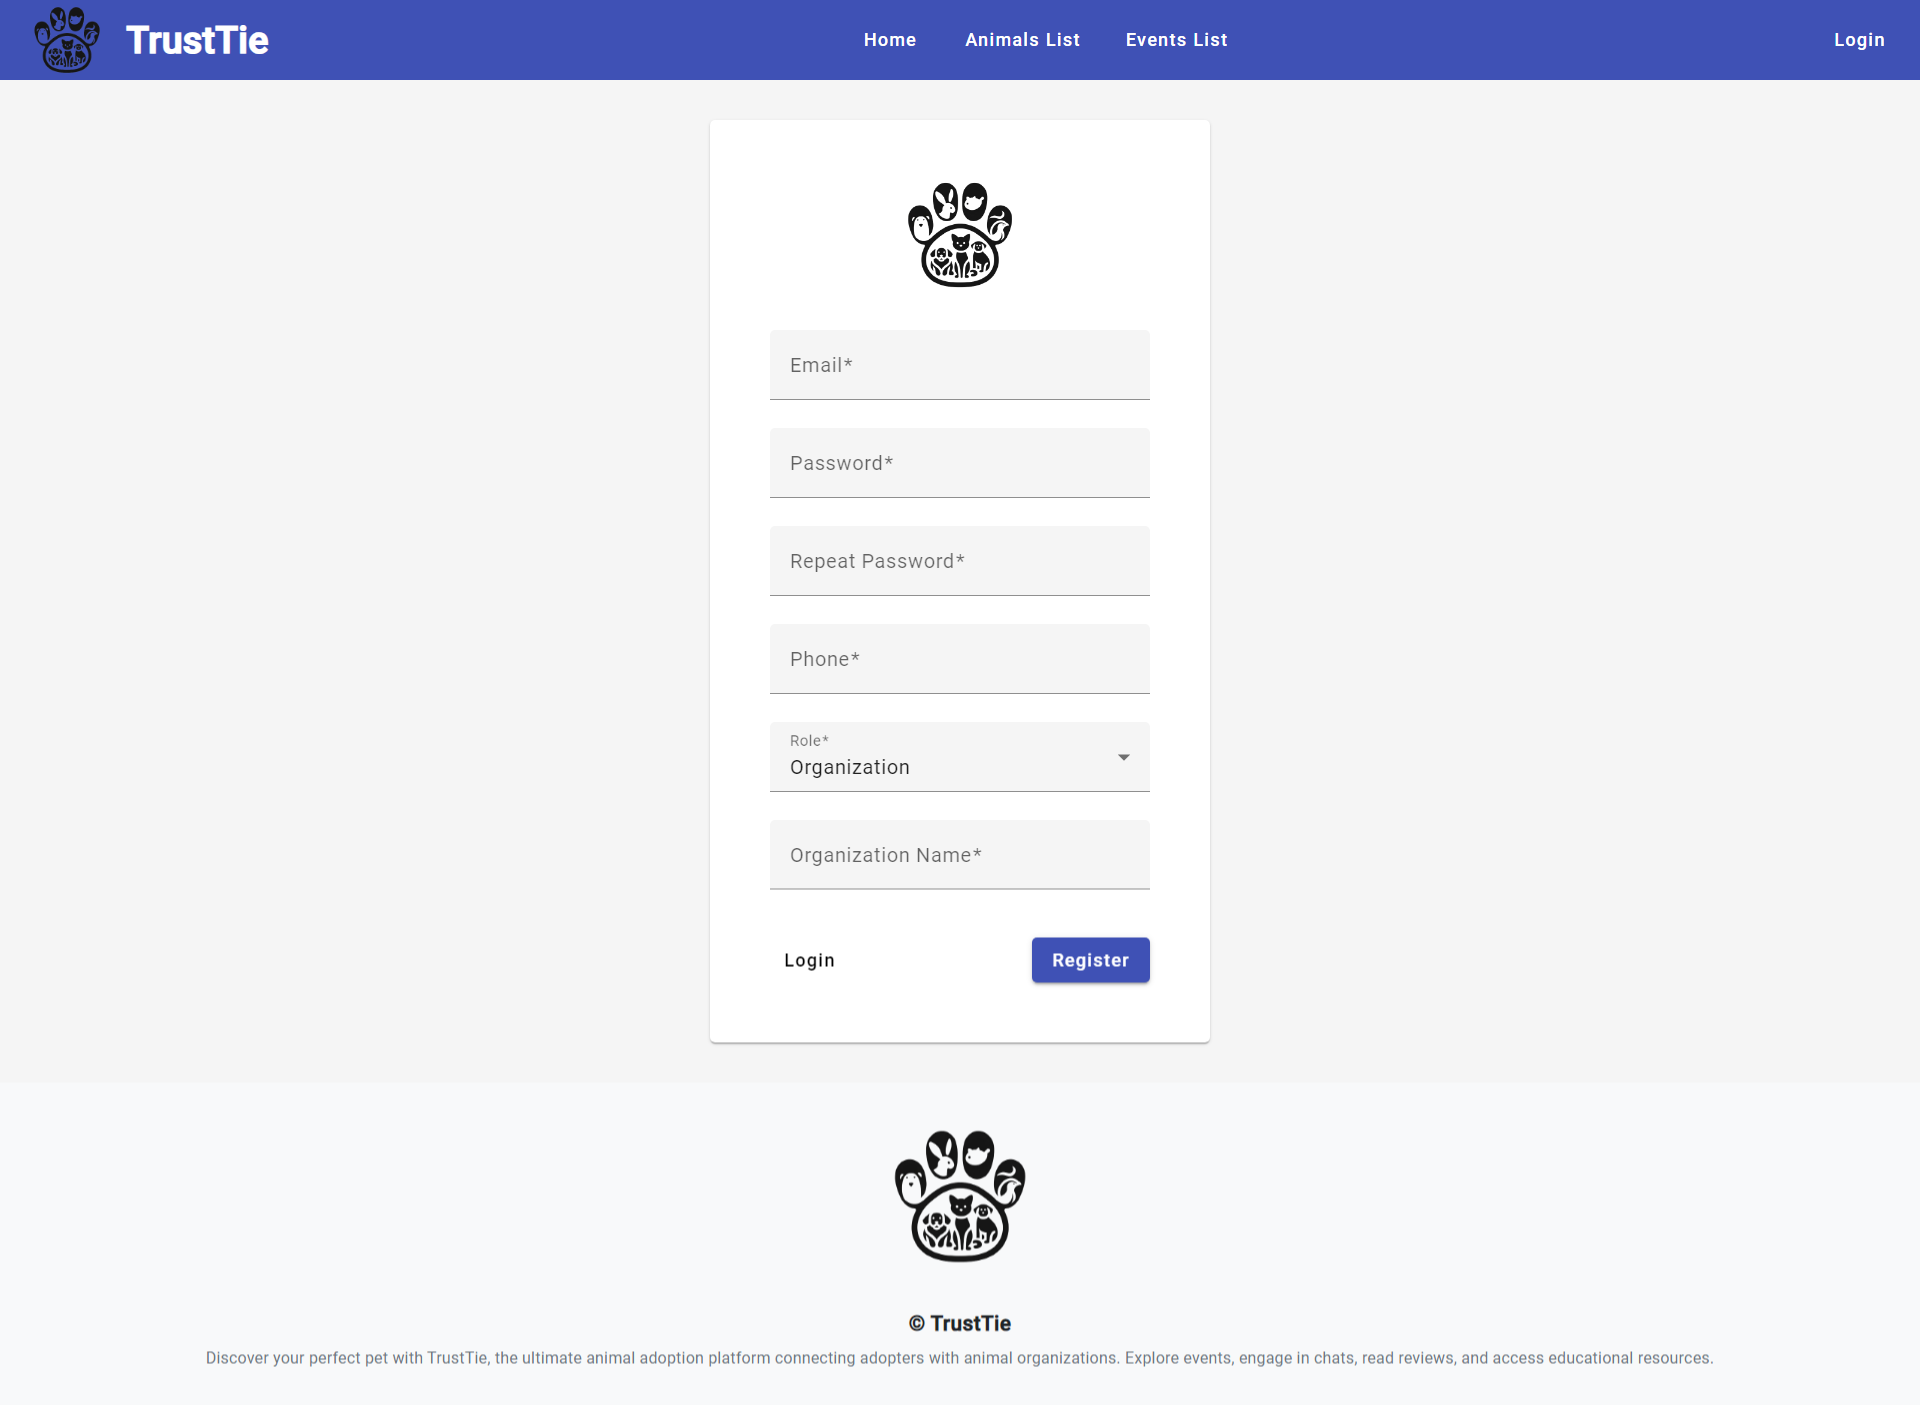 TrustTie
Home Animals List Events List
Login
Email*
Password*
Repeat Password*
Phone*
Role*
Organization
Organization Name*
Login Register
© TrustTie
Discover your perfect pet with TrustTie, the ultimate animal adoption platform connecting adopters with animal organizations. Explore events, engage in chats, read reviews, and access educational resources.